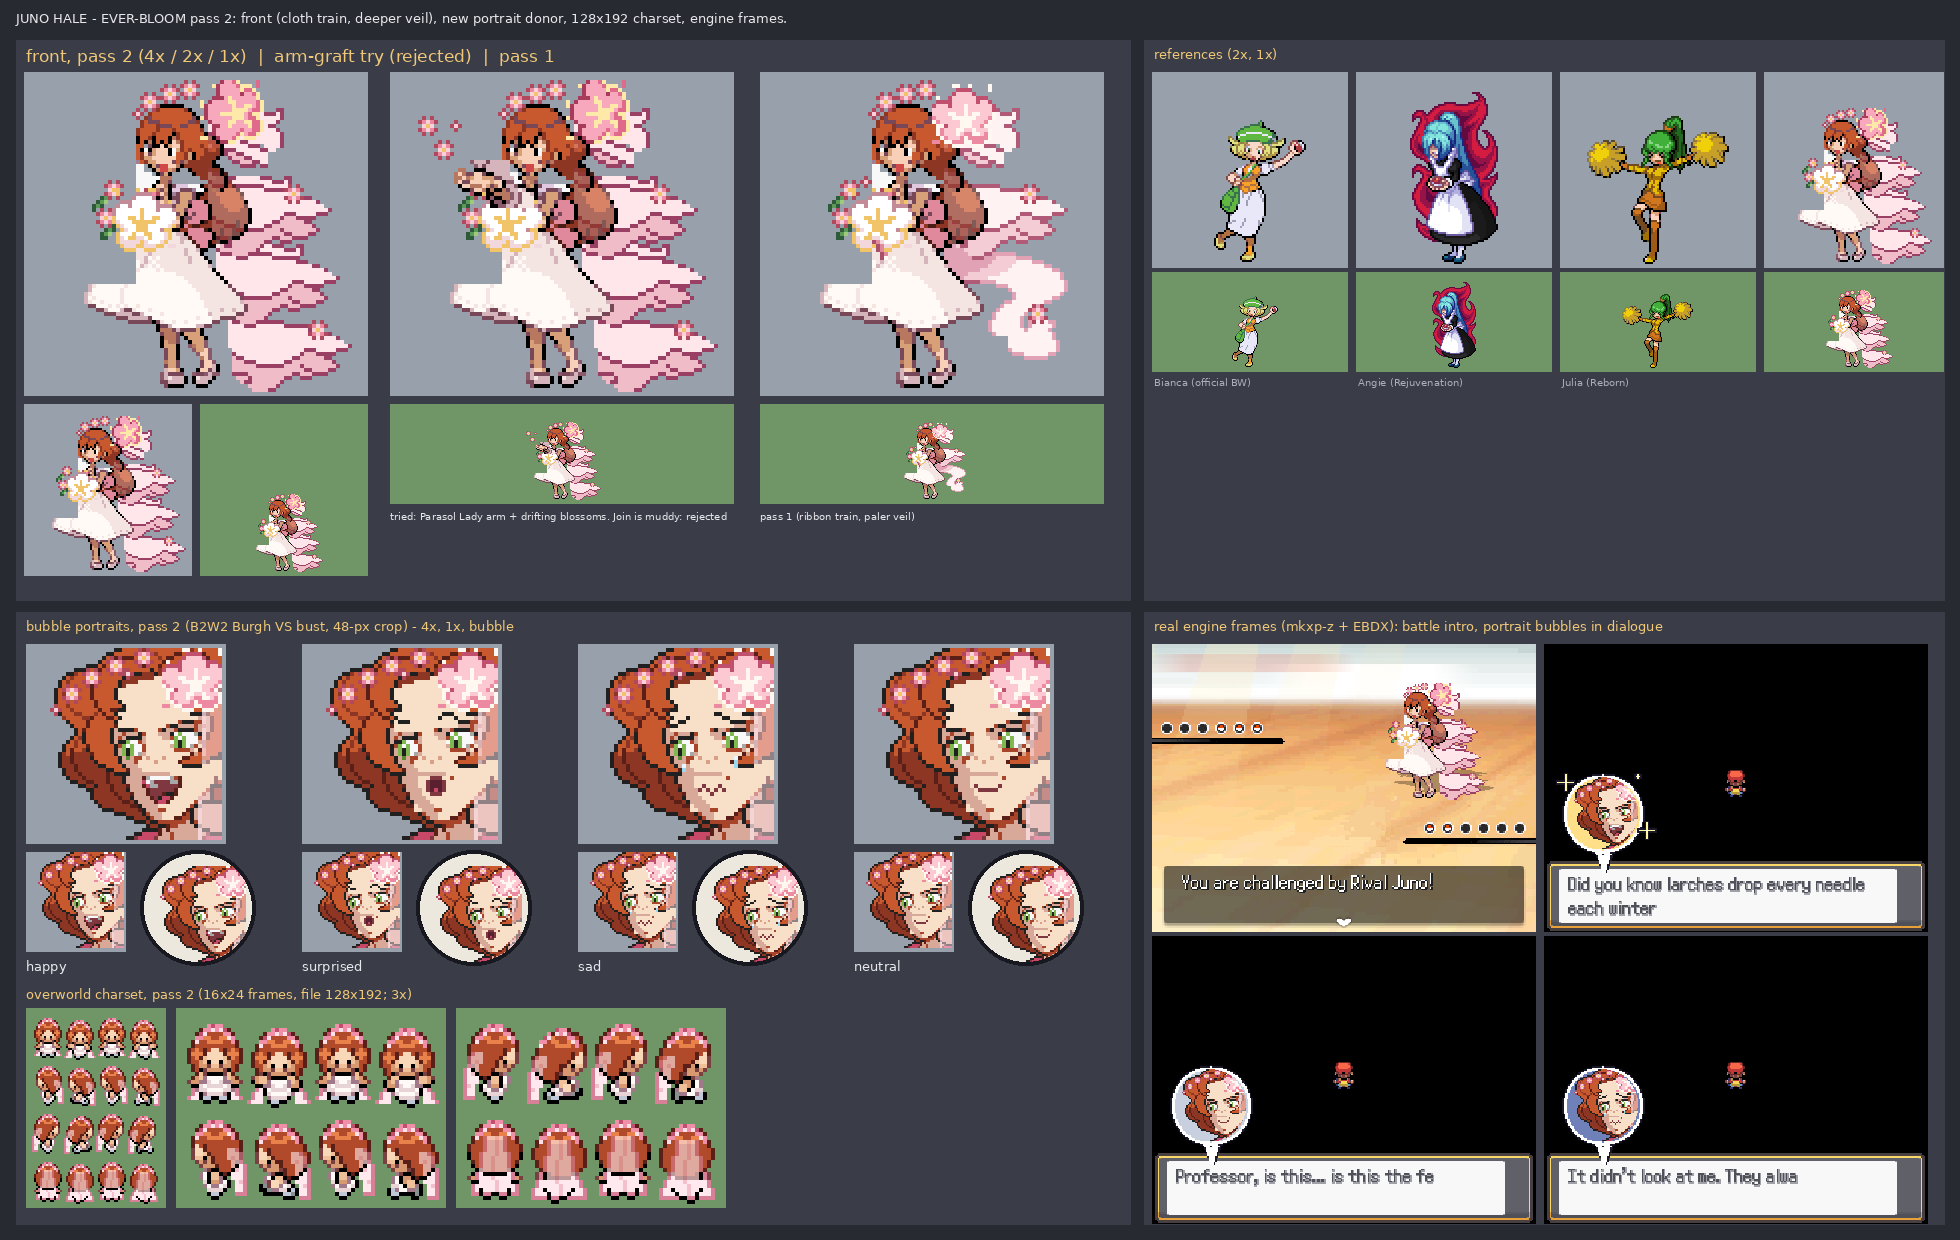 JUNO HALE - EVER-BLOOM pass 2: front (cloth train, deeper veil), new portrait donor, 128x192 charset, engine frames.
front, pass 2 (4x / 2x / 1x)  |  arm-graft try (rejected)  |  pass 1
references (2x, 1x)
Bianca (official BW)
Angie (Rejuvenation)
Julia (Reborn)
tried: Parasol Lady arm + drifting blossoms. Join is muddy: rejected
pass 1 (ribbon train, paler veil)
bubble portraits, pass 2 (B2W2 Burgh VS bust, 48-px crop) - 4x, 1x, bubble
happy
surprised
sad
neutral
overworld charset, pass 2 (16x24 frames, file 128x192; 3x)
real engine frames (mkxp-z + EBDX): battle intro, portrait bubbles in dialogue
You are challenged by Rival Juno!
Did you know larches drop every needle
each winter
Professor, is this... is this the fa
It didn't look at me. They alwa